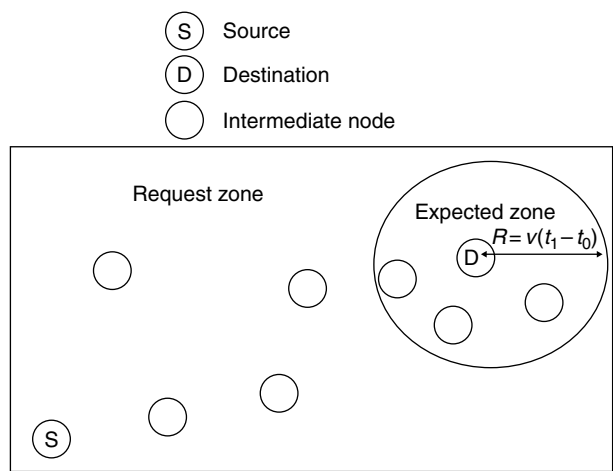 S Source
D Destination
Intermediate node
Request zone
Expected zone
R = v(t₁ – t₀)
D
S